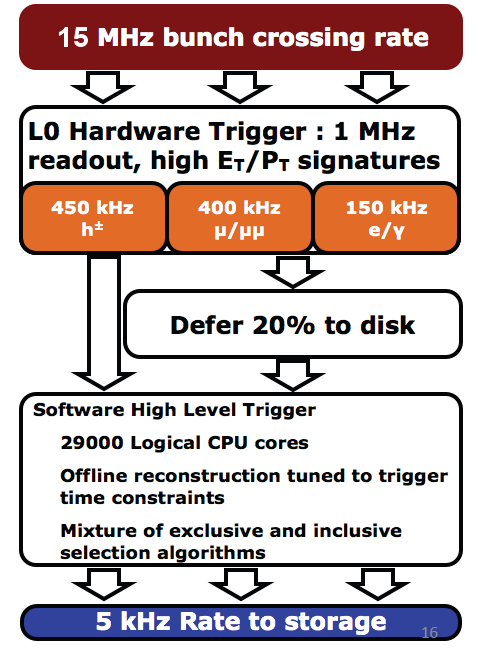 15 MHz bunch crossing rate
L0 Hardware Trigger : 1 MHz
readout, high ET/PT signatures
450 kHz
h±
400 kHz
μ/μμ
150 kHz
e/γ
Defer 20% to disk
Software High Level Trigger
29000 Logical CPU cores
Offline reconstruction tuned to trigger
time constraints
Mixture of exclusive and inclusive
selection algorithms
5 kHz Rate to storage
16